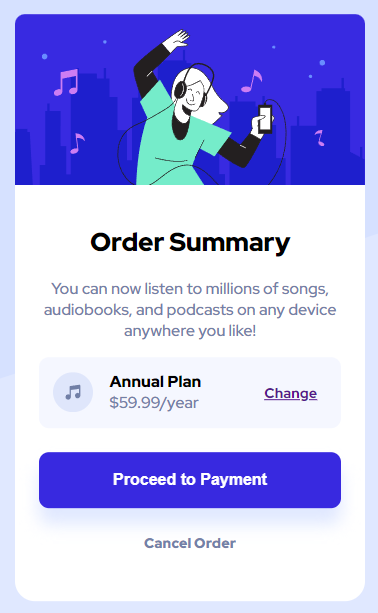 Order Summary
You can now listen to millions of songs,
audiobooks, and podcasts on any device
anywhere you like!
Annual Plan
$59.99/year
Change
Proceed to Payment
Cancel Order